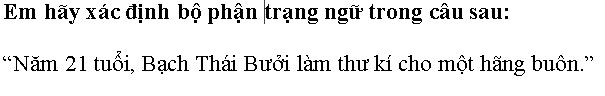 Em hãy xác định bộ phận trạng ngữ trong câu sau:
“Năm 21 tuổi, Bạch Thái Bưởi làm thư kí cho một hãng buôn.”